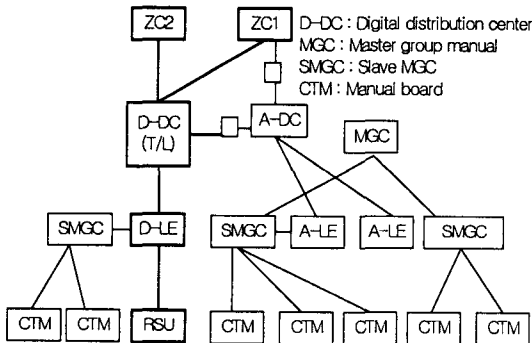 ZC2
ZC1
D-DC : Digital distribution center
MGC : Master group manual
SMGC : Slave MGC
CTM : Manual board
D-DC
(T/L)
A-DC
MGC
SMGC
D-LE
SMGC
A-LE
A-LE
SMGC
CTM
CTM
RSU
CTM
CTM
CTM
CTM
CTM